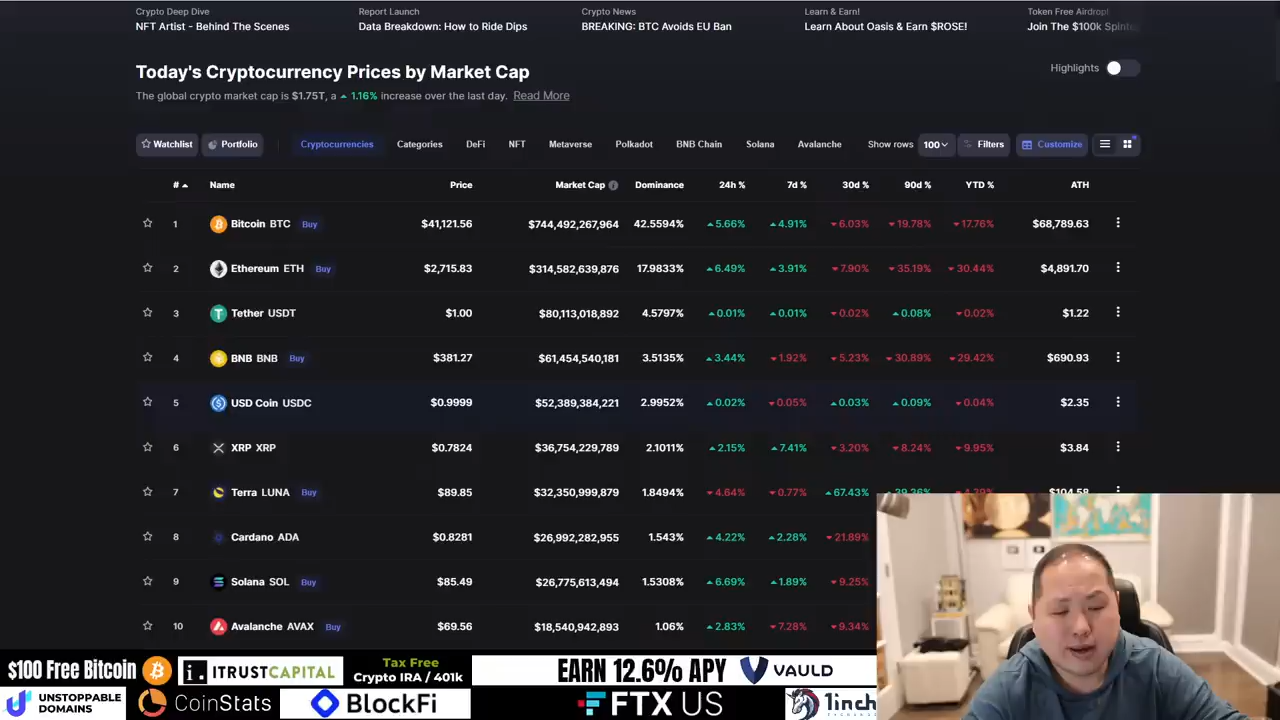 Crypto Deep Dive Report Launch Crypto News Learn & Earn! Token Free Airdrop!
NFT Artist - Behind The Scenes Data Breakdown: How to Ride Dips BREAKING: BTC Avoids EU Ban Learn About Oasis & Earn $ROSE! Join The $100k
Today's Cryptocurrency Prices by Market Cap Highlights
The global crypto market cap is $1.75T, a 1.16% increase over the last day. Read More
Watchlist Portfolio Cryptocurrencies Categories DeFi NFT Metaverse Polkadot BNB Chain Solana Avalanche Show rows 100 Filters Customize
# Name Price Market Cap Dominance 24h % 7d % 30d % 90d % YTD % ATH
1 Bitcoin BTC Buy $41,121.56 $744,492,267,964 42.5594% 5.66% 4.91% 6.03% 19.78% 17.76% $68,789.63
2 Ethereum ETH Buy $2,715.83 $314,582,639,876 17.9833% 6.49% 3.91% 7.90% 35.19% 30.44% $4,891.70
3 Tether USDT $1.00 $80,113,018,892 4.5797% 0.01% 0.01% 0.02% 0.08% 0.02% $1.22
4 BNB BNB Buy $381.27 $61,454,540,181 3.5135% 3.44% 1.92% 5.23% 30.89% 29.42% $690.93
5 USD Coin USDC $0.9999 $52,389,384,221 2.9952% 0.02% 0.05% 0.03% 0.09% 0.04% $2.35
6 XRP XRP $0.7824 $36,754,229,789 2.1011% 2.15% 7.41% 3.20% 8.24% 9.95% $3.84
7 Terra LUNA Buy $89.85 $32,350,999,879 1.8494% 4.64% 0.77% 67.43%
8 Cardano ADA $0.8281 $26,992,282,955 1.543% 4.22% 2.28% 21.89%
9 Solana SOL Buy $85.49 $26,775,613,494 1.5308% 6.69% 1.89% 9.25%
10 Avalanche AVAX Buy $69.56 $18,540,942,893 1.06% 2.83% 7.28% 9.34%
$100 Free Bitcoin iTRUSTCAPITAL Tax Free Crypto IRA / 401k EARN 12.6% APY VAULD
UNSTOPPABLE DOMAINS CoinStats BlockFi FTX US 1inch EXCHANGE